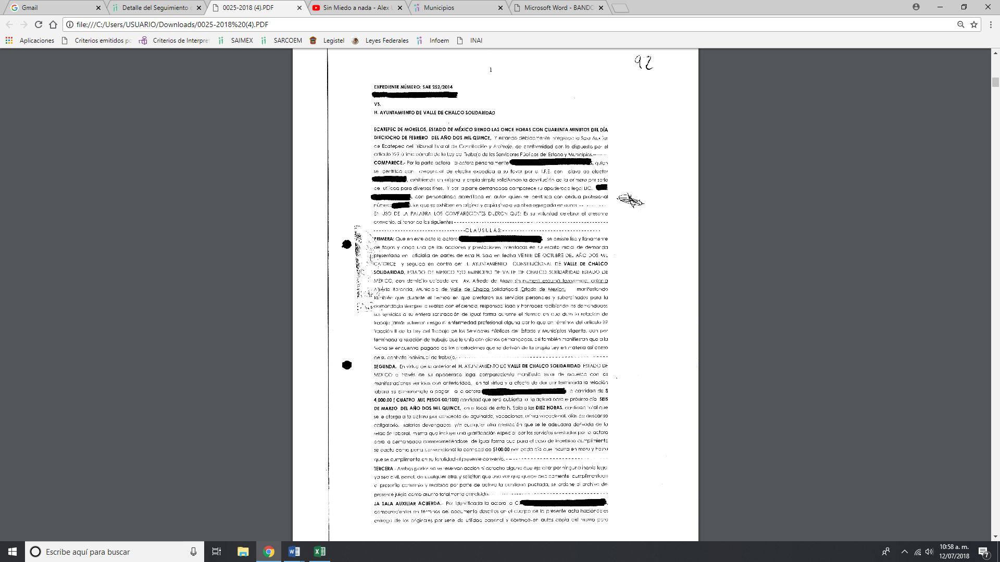 Gmail
Detalle del Seguimiento
0025-2018 (4).PDF
Sin Miedo a nada - Alex
Municipios
Microsoft Word - BANDO
file:///C:/Users/USUARIO/Downloads/0025-2018%20(4).PDF
Aplicaciones
Criterios emitidos
Criterios de Interpre
SAIMEX
SARCOEM
Legistel
Leyes Federales
Infoem
INAI
92
1
EXPEDIENTE NÚMERO: SAE 252/2014
VS.
H. AYUNTAMIENTO DE VALLE DE CHALCO SOLIDARIDAD
ECATEPEC DE MORELOS, ESTADO DE MÉXICO SIENDO LAS ONCE HORAS CON CUARENTA MINUTOS DEL DÍA
DIECIOCHO DE FEBRERO DEL AÑO DOS MIL QUINCE, Y estando debidamente integrada la Sala Auxiliar
de Ecatepec del Tribunal Estatal de Conciliación y Arbitraje, de conformidad con lo dispuesto por el
artículo 229 último párrafo de la Ley del Trabajo de los Servidores Públicos del Estado y Municipios.-------
COMPARECE.- Por la parte actora la actora personalmente , quien
se identifica con credencial de elector expedida a su favor por el I.F.E. con clave de elector
, exhibiendo en original y copia simple solicitando la devolución de la primera por serle
de utilidad para diversos fines. Y por la parte demandada comparece su apoderado legal LIC.
, con personalidad acreditada en autos quien se identifica con cedula profesional
número , las que se exhiben en original y copia simple ya obra agregada en autos ----------
EN USO DE LA PALABRA LOS COMPARECIENTES DIJERON QUE: Es su voluntad celebrar el presente
convenio, al tenor de las siguientes ------------------------------------------------
-----------------------------C L A U S U L A S:-------------------------------
PRIMERA: Que en este acto la actora se desiste lisa y llanamente
de todas y cada una de las acciones y prestaciones intentadas en su escrito inicial de demanda
presentada en oficialía de partes de esta H. Sala en fecha VEINTE DE OCTUBRE DEL AÑO DOS MIL
CATORCE y seguida en contra del H. AYUNTAMIENTO CONSTITUCIONAL DE VALLE DE CHALCO
SOLIDARIDAD, ESTADO DE MEXICO Y/O MUNICIPIO DE VALLE DE CHALCO SOLIDARIDAD ESTADO DE
MEXICO, con domicilio ubicado en: Av. Alfredo del Mazo sin numero esquina Tezozomoc, colonia
Alfredo Baranda, Municipio de Valle de Chalco Solidaridad, Estado de Mexico. manifestando
también que durante el tiempo en que prestaron sus servicios personales y subordinados para la
demandada siempre lo realizo con eficiencia, responsabilidad y honradez recibiendo los demandados
sus servicios a su entera satisfacción de igual forma durante el tiempo en que duro la relación de
trabajo jamás sufrieron riesgo ni enfermedad profesional alguna por lo que en términos del artículo 89
fracción II de la Ley del Trabajo de los Servidores Públicos del Estado y Municipios Vigente, dan por
terminada la relación de trabajo que le unía con dichos demandados, así también manifiestan que a la
fecha se encuentra pagado de las prestaciones que se derivan de la propia Ley en materia así como
de su contrato individual de trabajo.-----------------------------------------------
SEGUNDA. En virtud de lo anterior el H. AYUNTAMIENTO DE VALLE DE CHALCO SOLIDARIDAD, ESTADO DE
MEXICO a través de su apoderado legal compareciente manifiesta estar de acuerdo con las
manifestaciones vertidas con anterioridad, en tal virtud y a efecto de dar por terminada la relación
laboral se compromete a pagar a la actora la cantidad de $
4,000.00 ( CUATRO MIL PESOS 00/100) cantidad que será cubierta a la actora para el próximo día SEIS
DE MARZO DEL AÑO DOS MIL QUINCE, en el local de esta h. Sala a las DIEZ HORAS, cantidad total que
se le otorga a la actora por concepto de aguinaldo, vacaciones, prima vacacional, días de descanso
obligatorio, salarios devengados, y/o cualquier otra prestación que se le adeudara derivada de la
relación laboral, misma que incluye una gratificación especial por los servicios prestados por la actora
para la demandada comprometiéndose de igual forma que para el caso de indebido cumplimiento
se pacta como pena convencional la cantidad de $100.00 por cada día que incurra en mora y hasta
que se cumplimente en su totalidad el presente convenio. ------------------------------
TERCERA.- Ambas partes no se reservan acción ni derecho alguno que ejercitar por ninguna índole legal
ya sea civil, penal, de cualquier otra, y solicitan que una vez que quede debidamente cumplimentado
el presente convenio y recibida por parte de actora la cantidad pactada, se ordene el archivo del
presente juicio como asunto totalmente concluido. -----------------------------------
LA SALA AUXILIAR ACUERDA.- Por identificada la actora la C. ,
comparecientes en términos del documento descritos en el cuerpo de la presente acta haciéndoles
entrega de los originales por serle de utilidad personal y obrando en autos copia del mismo para
Escribe aquí para buscar
10:58 a. m.
12/07/2018
7